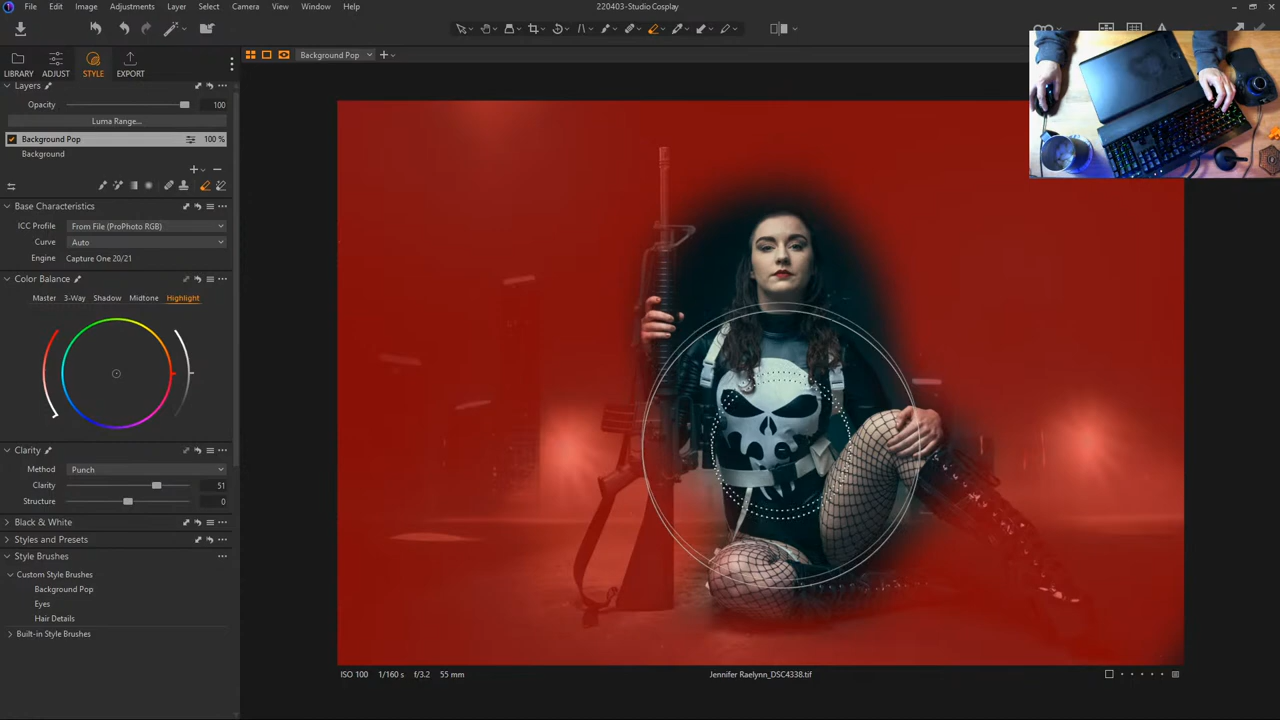 File Edit Image Adjustments Layer Select Camera View Window Help
220403-Studio Cosplay
Background Pop
LIBRARY ADJUST STYLE EXPORT
Layers
Opacity 100
Luma Range...
Background Pop 100 %
Background
Base Characteristics
ICC Profile From File (ProPhoto RGB)
Curve Auto
Engine Capture One 20/21
Color Balance
Master 3-Way Shadow Midtone Highlight
Clarity
Method Punch
Clarity 51
Structure 0
Black & White
Styles and Presets
Style Brushes
Custom Style Brushes
Background Pop
Eyes
Hair Details
Built-in Style Brushes
ISO 100 1/160 s f/3.2 55 mm
Jennifer Raelynn_DSC4338.tif